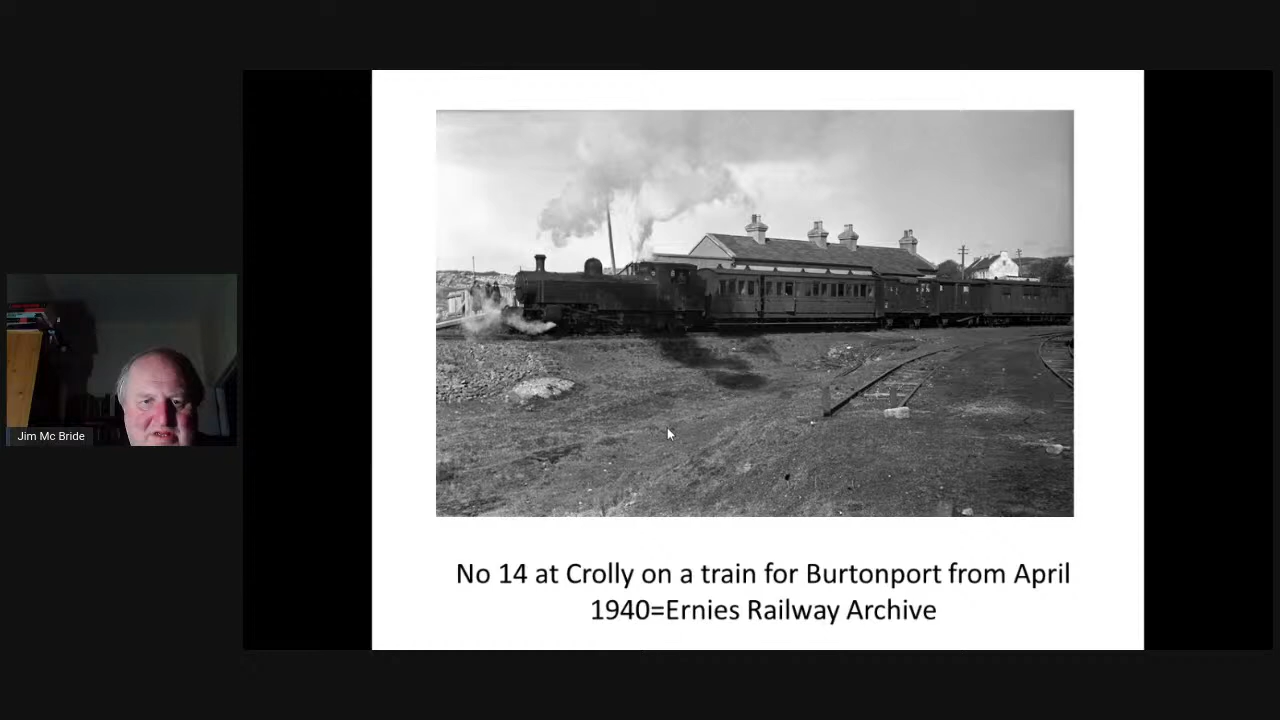 Jim Mc Bride
No 14 at Crolly on a train for Burtonport from April
1940=Ernies Railway Archive